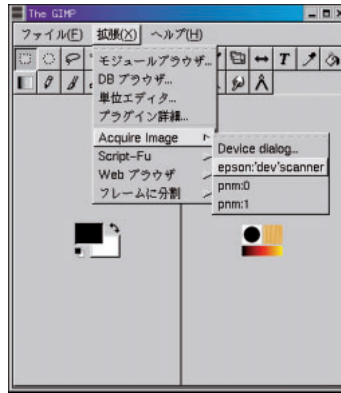 The GIMP
ファイル(F) 拡張(X) ヘルプ(H)
モジュールブラウザ...
DB ブラウザ...
単位エディタ...
プラグイン詳細...
Acquire Image
Script-Fu
Web ブラウザ
フレームに分割
Device dialog...
epson:'dev'scanner
pnm:0
pnm:1